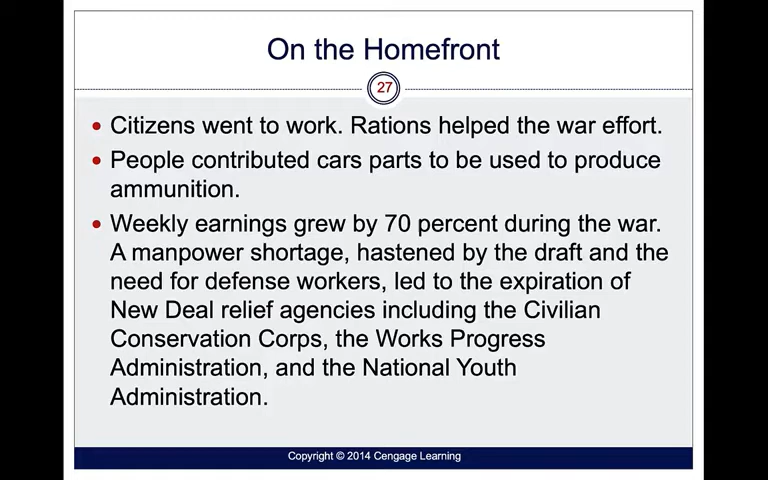 On the Homefront
27
• Citizens went to work. Rations helped the war effort.
• People contributed cars parts to be used to produce
ammunition.
• Weekly earnings grew by 70 percent during the war.
A manpower shortage, hastened by the draft and the
need for defense workers, led to the expiration of
New Deal relief agencies including the Civilian
Conservation Corps, the Works Progress
Administration, and the National Youth
Administration.
Copyright © 2014 Cengage Learning